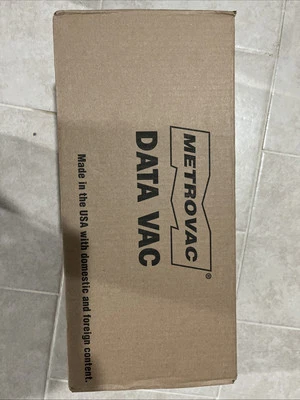 METROVAC®
DATA VAC
Made in the USA with domestic and foreign content.